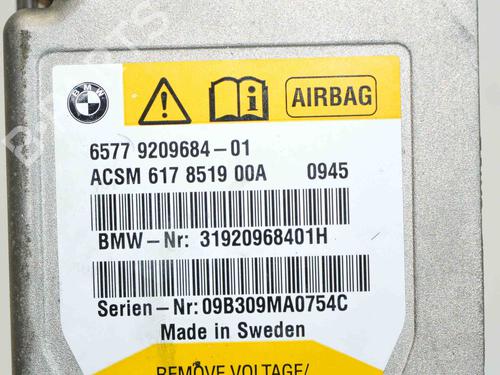 BMW
AIRBAG
6577 9209684-01
ACSM 617 8519 00A 0945
BMW-Nr: 31920968401H
Serien-Nr: 09B309MA0754C
Made in Sweden
REMOVE VOLTAGE/